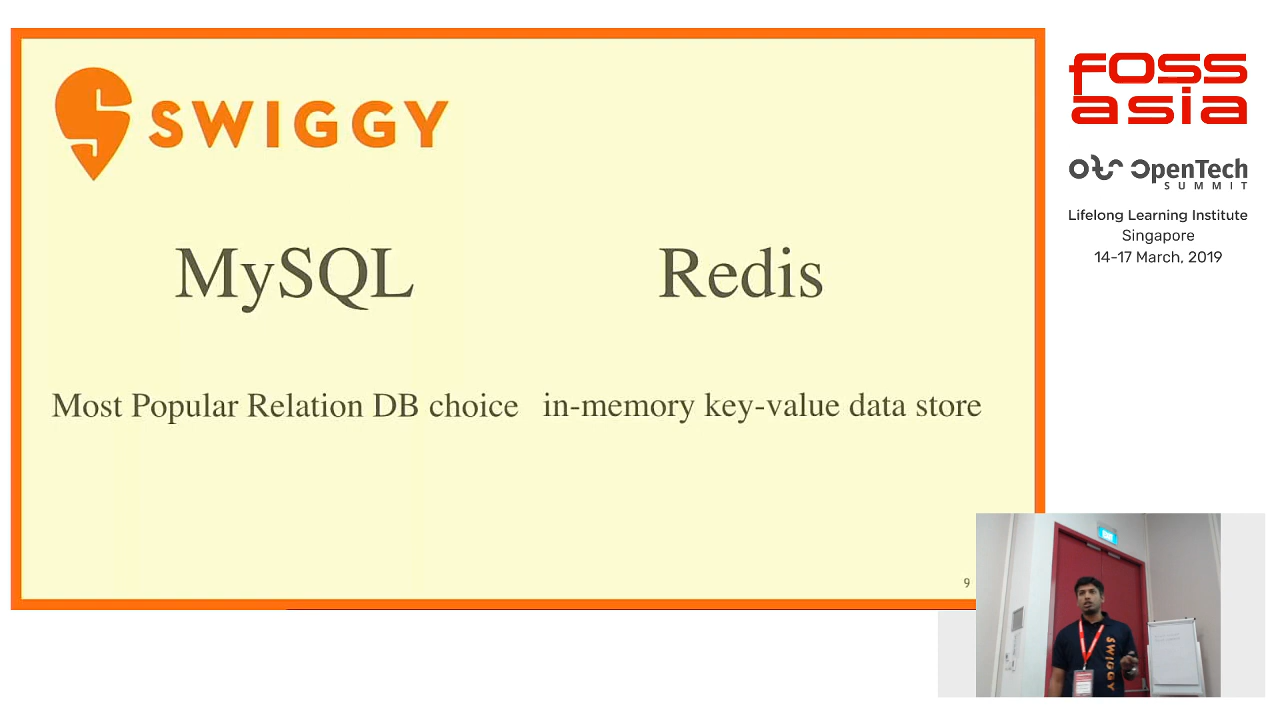 SWIGGY
MySQL
Redis
Most Popular Relation DB choice
in-memory key-value data store
9
FOSS
asia
OpenTech
SUMMIT
Lifelong Learning Institute
Singapore
14-17 March, 2019
SWIGGY